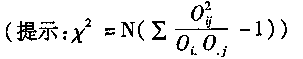 (提示:χ² = N(∑ O²ᵢⱼ / Oᵢ. O.ⱼ −1))